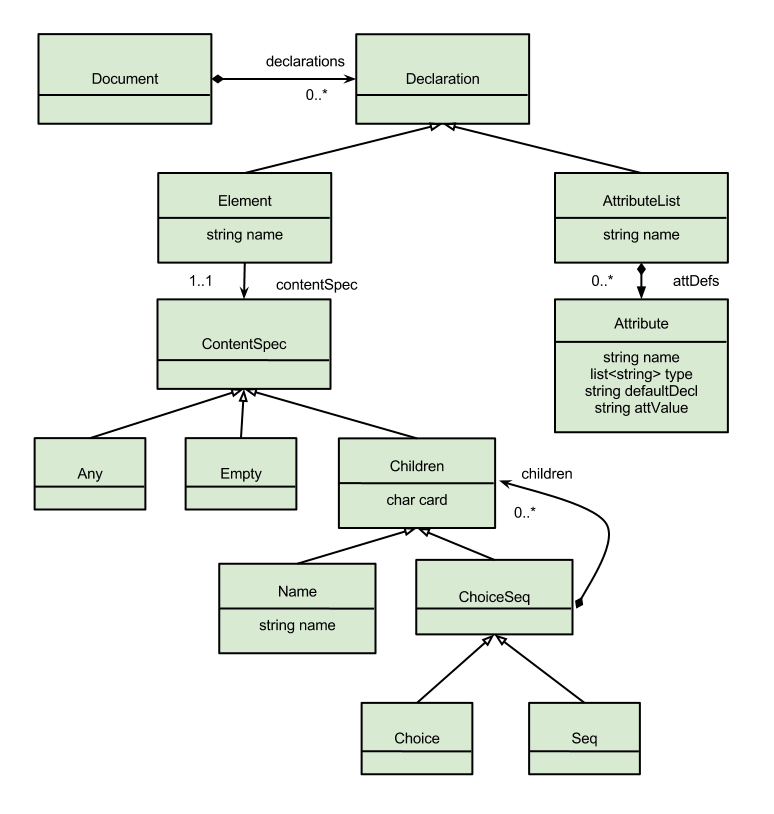 declarations
Document
Declaration
0..*
Element
AttributeList
string name
string name
1..1
contentSpec
0..*
attDefs
ContentSpec
Attribute
string name
list<string> type
string defaultDecl
string attValue
Any
Empty
Children
children
char card
0..*
Name
ChoiceSeq
string name
Choice
Seq